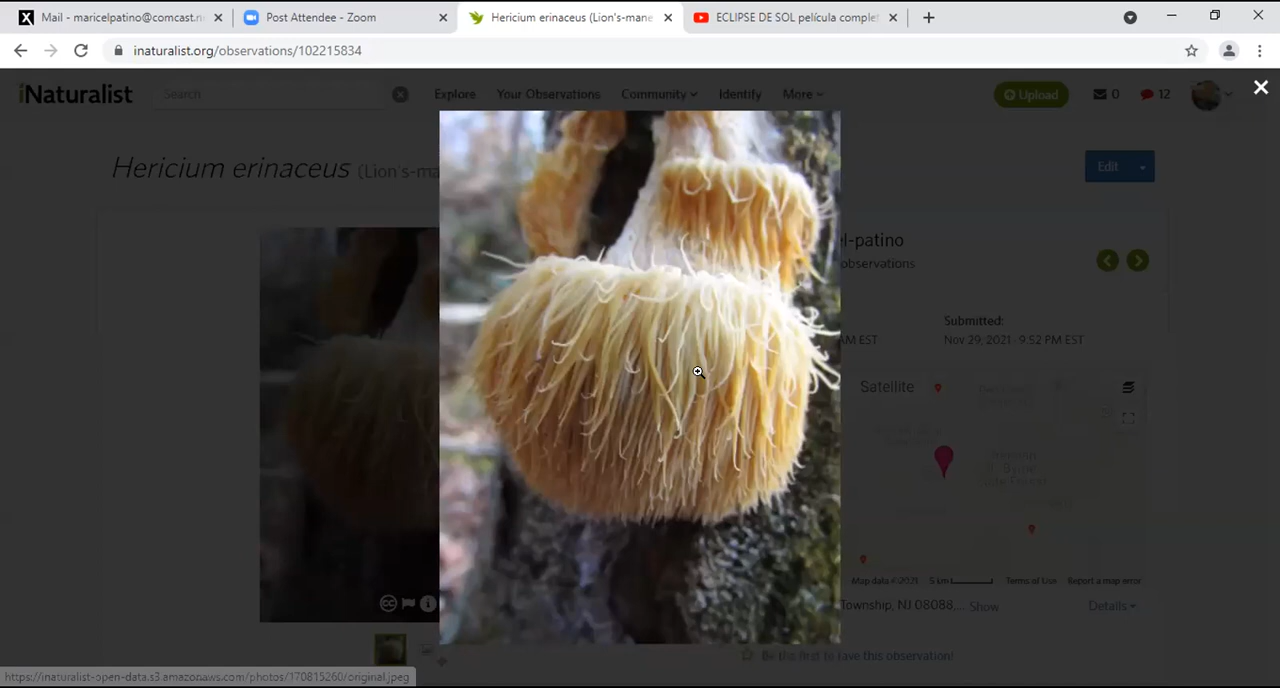 Mail - maricelpatino@comcast.n
Post Attendee - Zoom
Hericium erinaceus (Lion's-mane
ECLIPSE DE SOL película complet
inaturalist.org/observations/102215834
iNaturalist
Search
Explore
Your Observations
Community
Identify
More
Upload
0
12
Hericium erinaceus (Lion's-ma
Edit
el-patino
observations
Submitted:
AM EST
Nov 29, 2021 · 9:52 PM EST
Satellite
Map data ©2021
5 km
Terms of Use
Report a map error
Township, NJ 08088,... Show
Details
Be the first to fave this observation!
https://inaturalist-open-data.s3.amazonaws.com/photos/170815260/original.jpeg